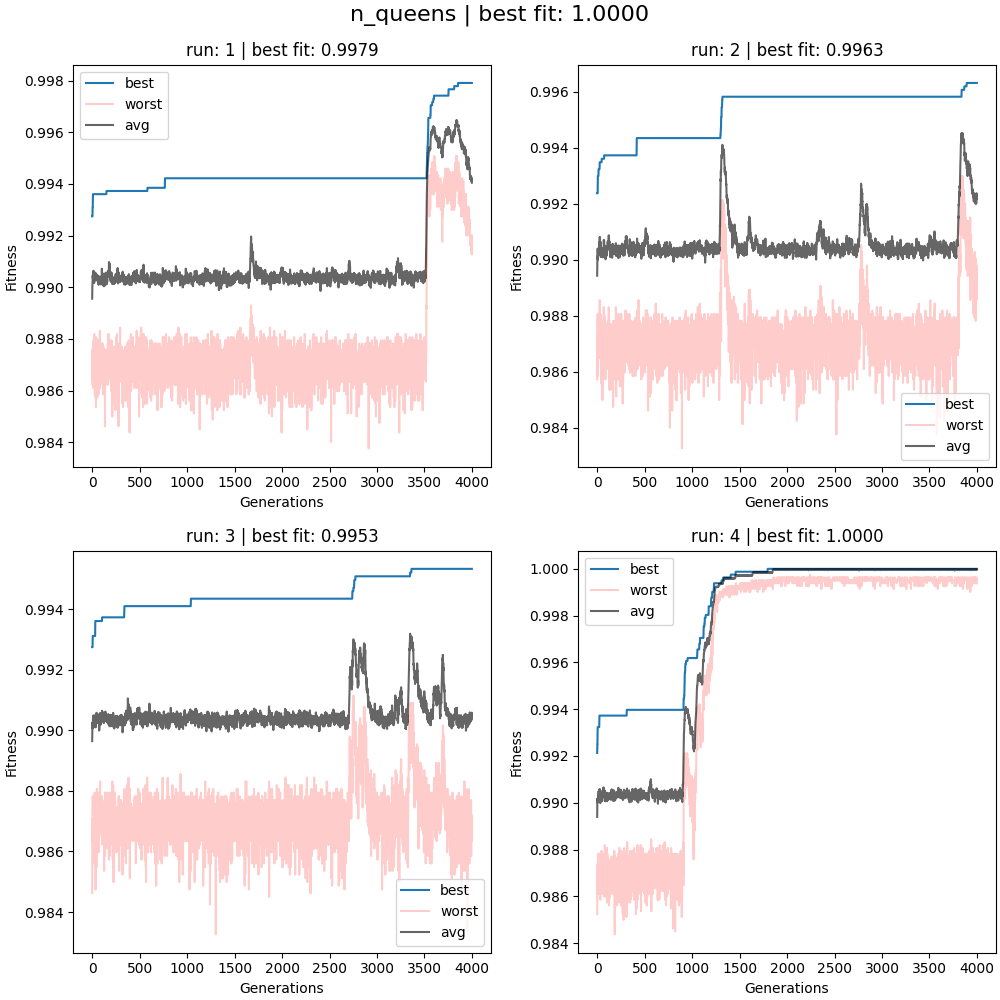 n_queens | best fit: 1.0000
run: 1 | best fit: 0.9979
0.998
0.996
0.994
0.992
0.990
0.988
0.986
0.984
Fitness
best
worst
avg
0 500 1000 1500 2000 2500 3000 3500 4000
Generations
run: 2 | best fit: 0.9963
0.996
0.994
0.992
0.990
0.988
0.986
0.984
Fitness
best
worst
avg
0 500 1000 1500 2000 2500 3000 3500 4000
Generations
run: 3 | best fit: 0.9953
0.994
0.992
0.990
0.988
0.986
0.984
Fitness
best
worst
avg
0 500 1000 1500 2000 2500 3000 3500 4000
Generations
run: 4 | best fit: 1.0000
1.000
0.998
0.996
0.994
0.992
0.990
0.988
0.986
0.984
Fitness
best
worst
avg
0 500 1000 1500 2000 2500 3000 3500 4000
Generations